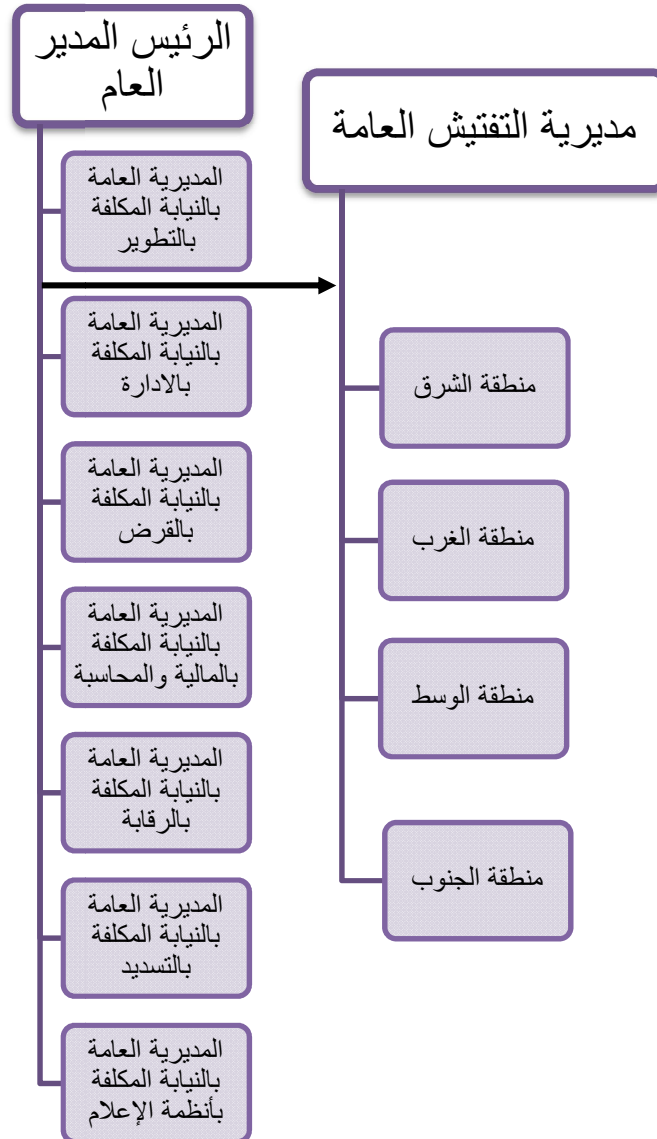 الرئيس المدير
العام
المديرية العامة
بالنيابة المكلفة
بالتطوير
المديرية العامة
بالنيابة المكلفة
بالادارة
المديرية العامة
بالنيابة المكلفة
بالقرض
المديرية العامة
بالنيابة المكلفة
بالمالية والمحاسبة
المديرية العامة
بالنيابة المكلفة
بالرقابة
المديرية العامة
بالنيابة المكلفة
بالتسديد
المديرية العامة
بالنيابة المكلفة
بأنظمة الإعلام
مديرية التفتيش العامة
منطقة الشرق
منطقة الغرب
منطقة الوسط
منطقة الجنوب